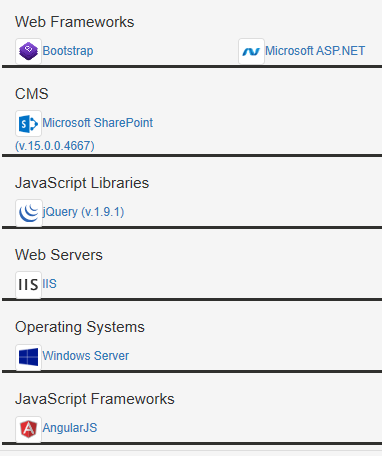 Web Frameworks
Bootstrap Microsoft ASP.NET
CMS
Microsoft SharePoint
(v.15.0.0.4667)
JavaScript Libraries
jQuery (v.1.9.1)
Web Servers
IIS IIS
Operating Systems
Windows Server
JavaScript Frameworks
AngularJS